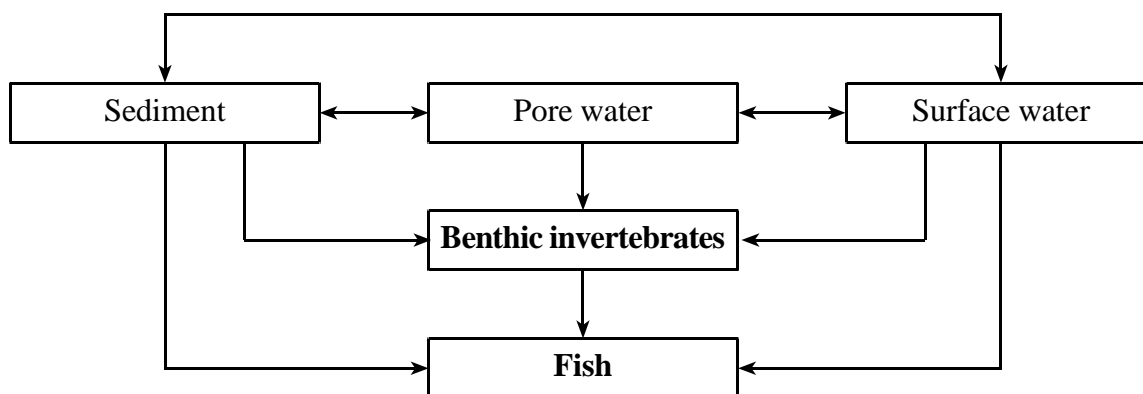 Sediment
Pore water
Surface water
Benthic invertebrates
Fish